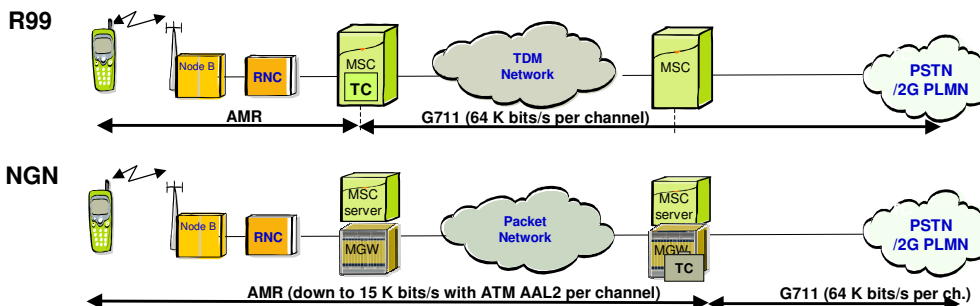 R99
Node B
RNC
MSC
TC
TDM
Network
MSC
PSTN
/2G PLMN
AMR
G711 (64 K bits/s per channel)
NGN
Node B
RNC
MSC
server
MGW
Packet
Network
MSC
server
MGW
TC
PSTN
/2G PLMN
AMR (down to 15 K bits/s with ATM AAL2 per channel)
G711 (64 K bits/s per ch.)